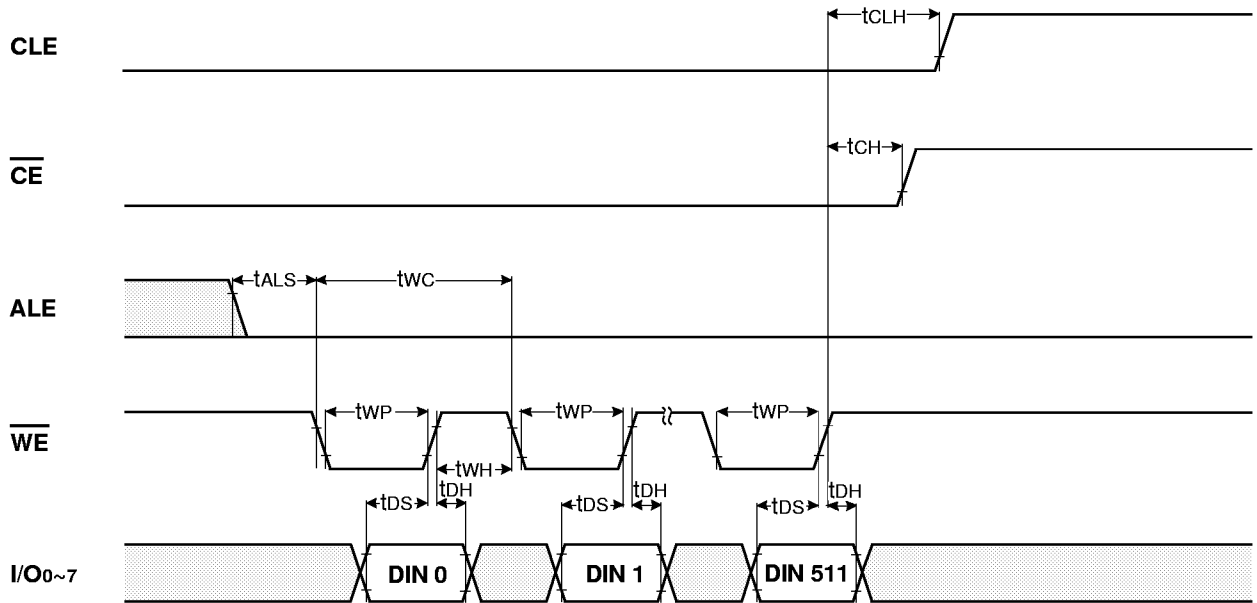 CLE
tCLH
CE
tCH
ALE
tALS
tWC
WE
tWP
tWP
tWP
tWH
tDS
tDH
tDS
tDH
tDS
tDH
I/O0~7
DIN 0
DIN 1
DIN 511